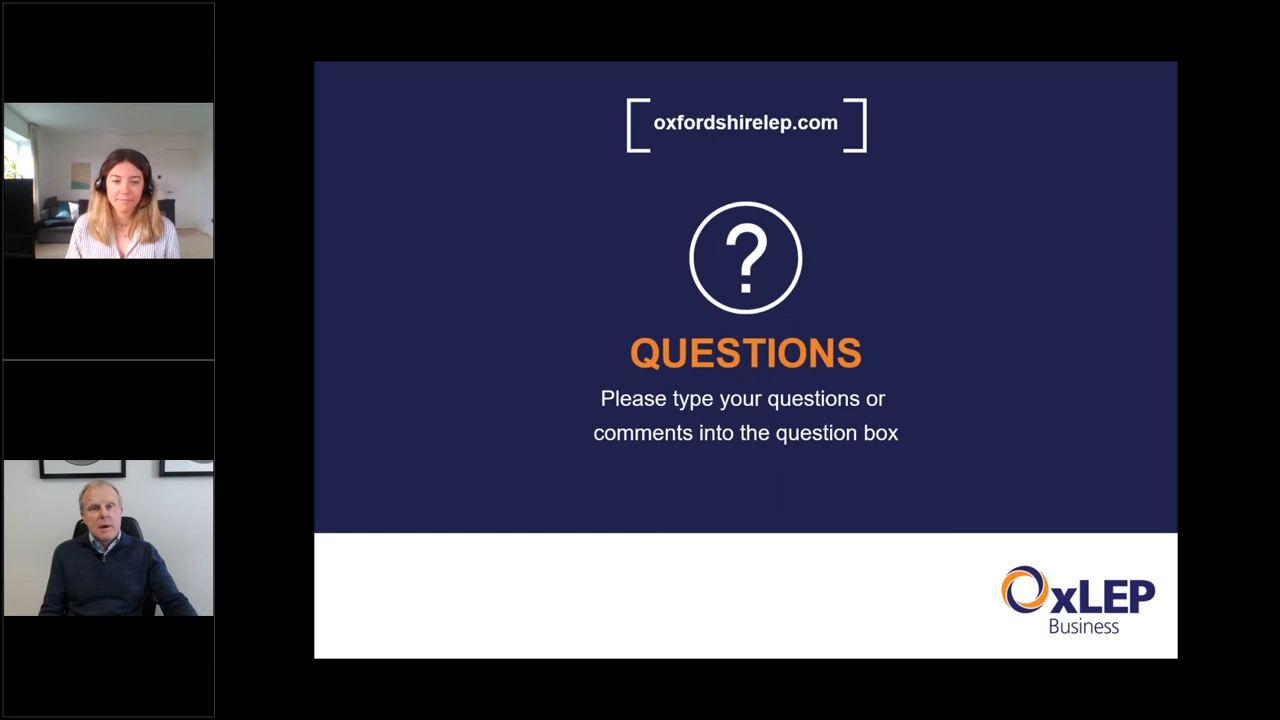 oxfordshirelep.com
?
QUESTIONS
Please type your questions or
comments into the question box
OxLEP
Business